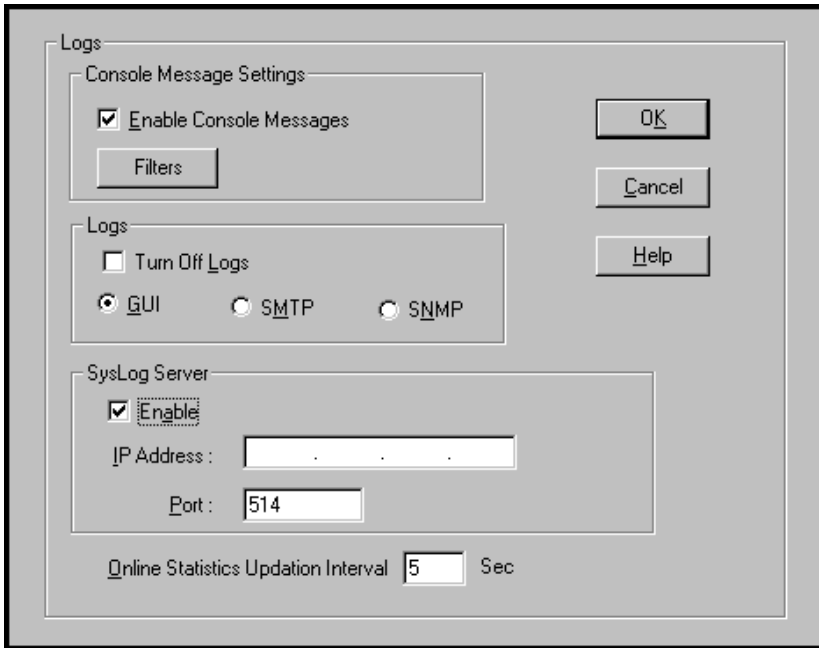 Logs
Console Message Settings
Enable Console Messages
Filters
OK
Cancel
Help
Logs
Turn Off Logs
GUI SMTP SNMP
SysLog Server
Enable
IP Address : . . .
Port : 514
Online Statistics Updation Interval 5 Sec